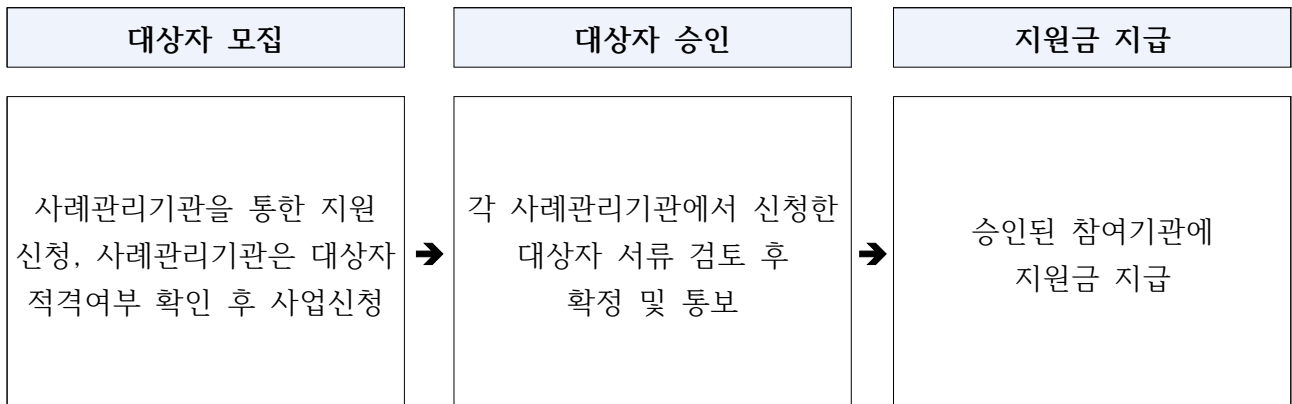 대상자 모집
대상자 승인
지원금 지급
사례관리기관을 통한 지원
신청, 사례관리기관은 대상자
적격여부 확인 후 사업신청
➔
각 사례관리기관에서 신청한
대상자 서류 검토 후
확정 및 통보
➔
승인된 참여기관에
지원금 지급